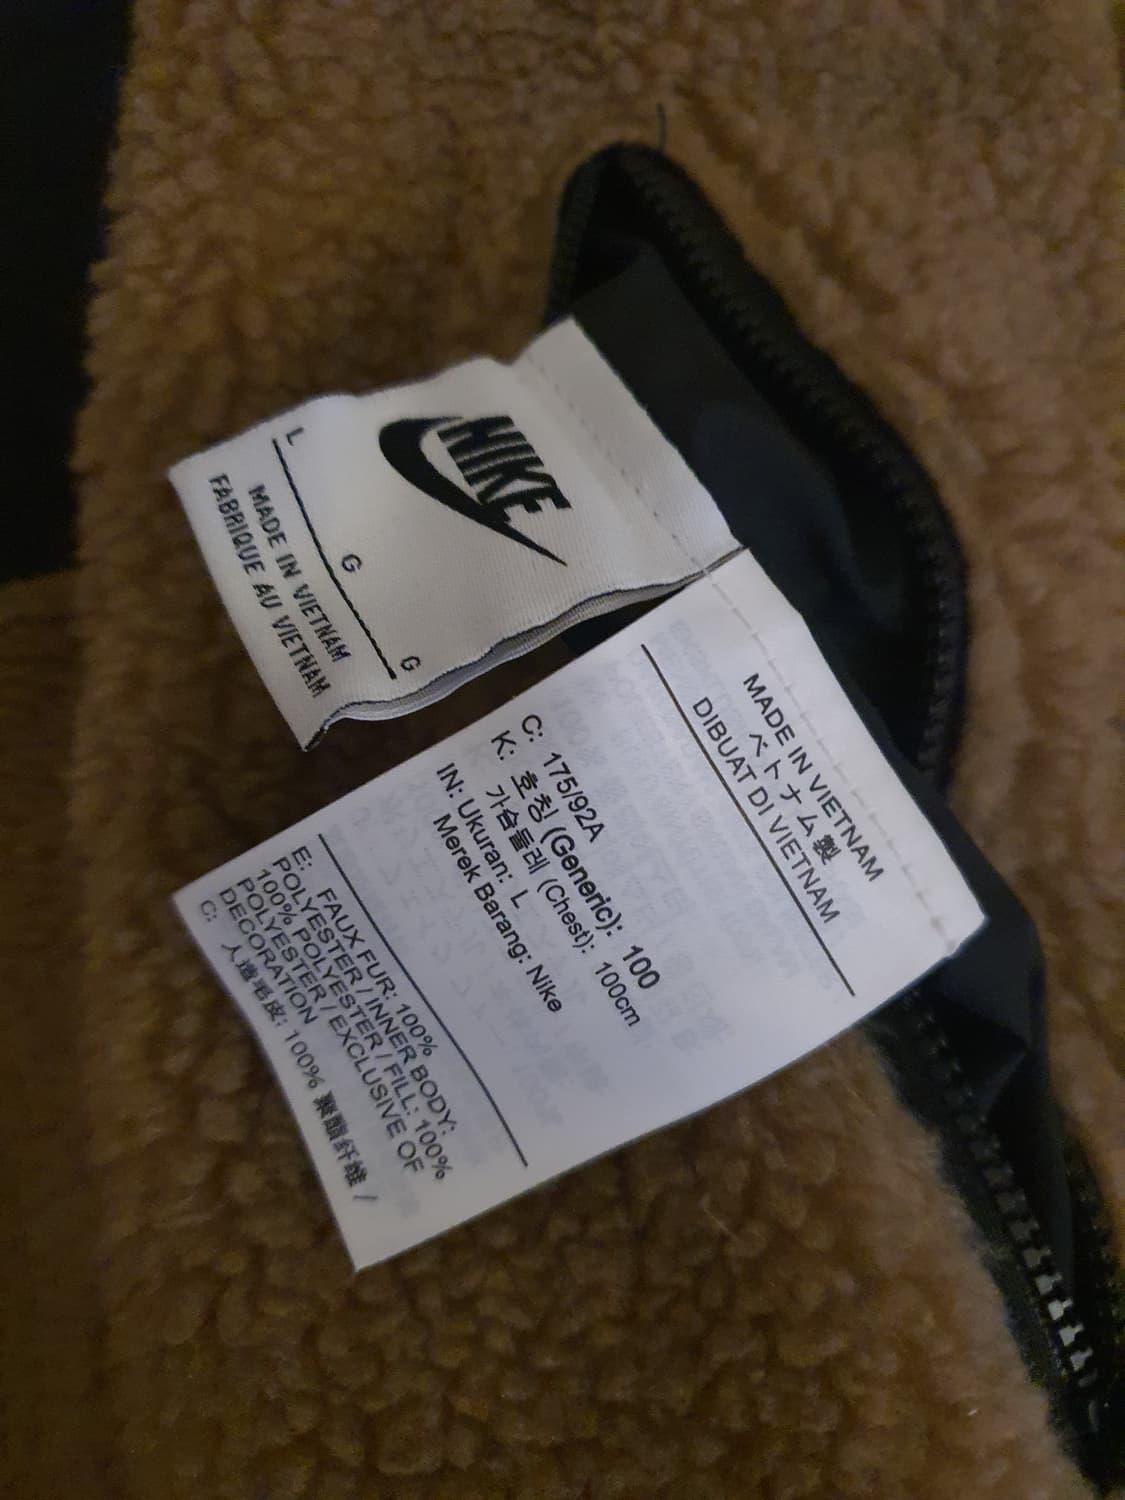 NIKE
L G G
MADE IN VIETNAM
FABRIQUE AU VIETNAM
MADE IN VIETNAM
ベトナム製
DIBUAT DI VIETNAM
C: 175/92A
K: 호칭 (Generic): 100
가슴둘레 (Chest): 100cm
IN: Ukuran: L
Merek Barang: Nike
E: FAUX FUR: 100%
POLYESTER / INNER BODY:
100% POLYESTER / FILL: 100%
POLYESTER / EXCLUSIVE OF
DECORATION
C: 人造毛皮: 100% 聚酯纤维 /